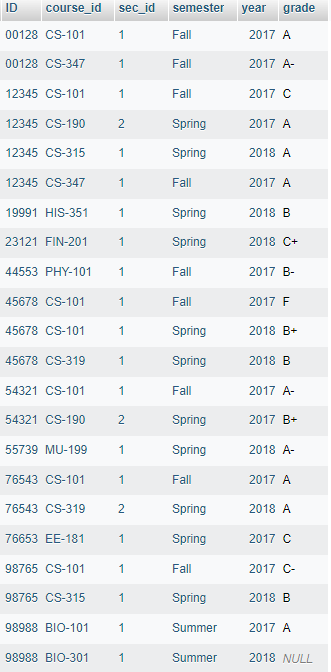 ID course_id sec_id semester year grade
00128 CS-101 1 Fall 2017 A
00128 CS-347 1 Fall 2017 A-
12345 CS-101 1 Fall 2017 C
12345 CS-190 2 Spring 2017 A
12345 CS-315 1 Spring 2018 A
12345 CS-347 1 Fall 2017 A
19991 HIS-351 1 Spring 2018 B
23121 FIN-201 1 Spring 2018 C+
44553 PHY-101 1 Fall 2017 B-
45678 CS-101 1 Fall 2017 F
45678 CS-101 1 Spring 2018 B+
45678 CS-319 1 Spring 2018 B
54321 CS-101 1 Fall 2017 A-
54321 CS-190 2 Spring 2017 B+
55739 MU-199 1 Spring 2018 A-
76543 CS-101 1 Fall 2017 A
76543 CS-319 2 Spring 2018 A
76653 EE-181 1 Spring 2017 C
98765 CS-101 1 Fall 2017 C-
98765 CS-315 1 Spring 2018 B
98988 BIO-101 1 Summer 2017 A
98988 BIO-301 1 Summer 2018 NULL